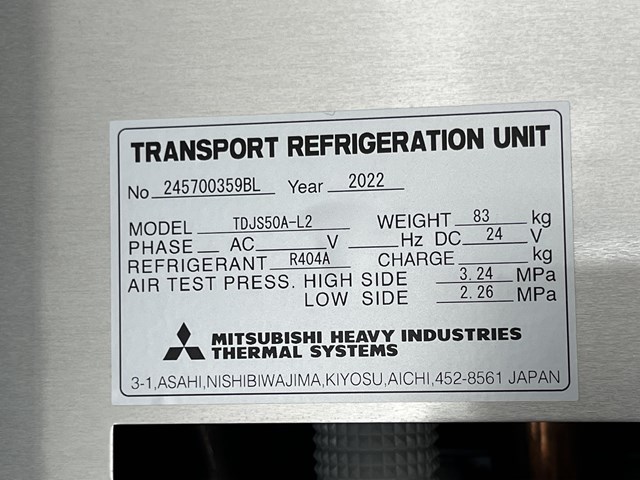 TRANSPORT REFRIGERATION UNIT
No 245700359BL Year 2022
MODEL TDJS50A-L2 WEIGHT 83 kg
PHASE AC V Hz DC 24 V
REFRIGERANT R404A CHARGE kg
AIR TEST PRESS. HIGH SIDE 3.24 MPa
LOW SIDE 2.26 MPa
MITSUBISHI HEAVY INDUSTRIES
THERMAL SYSTEMS
3-1,ASAHI,NISHIBIWAJIMA,KIYOSU,AICHI,452-8561 JAPAN